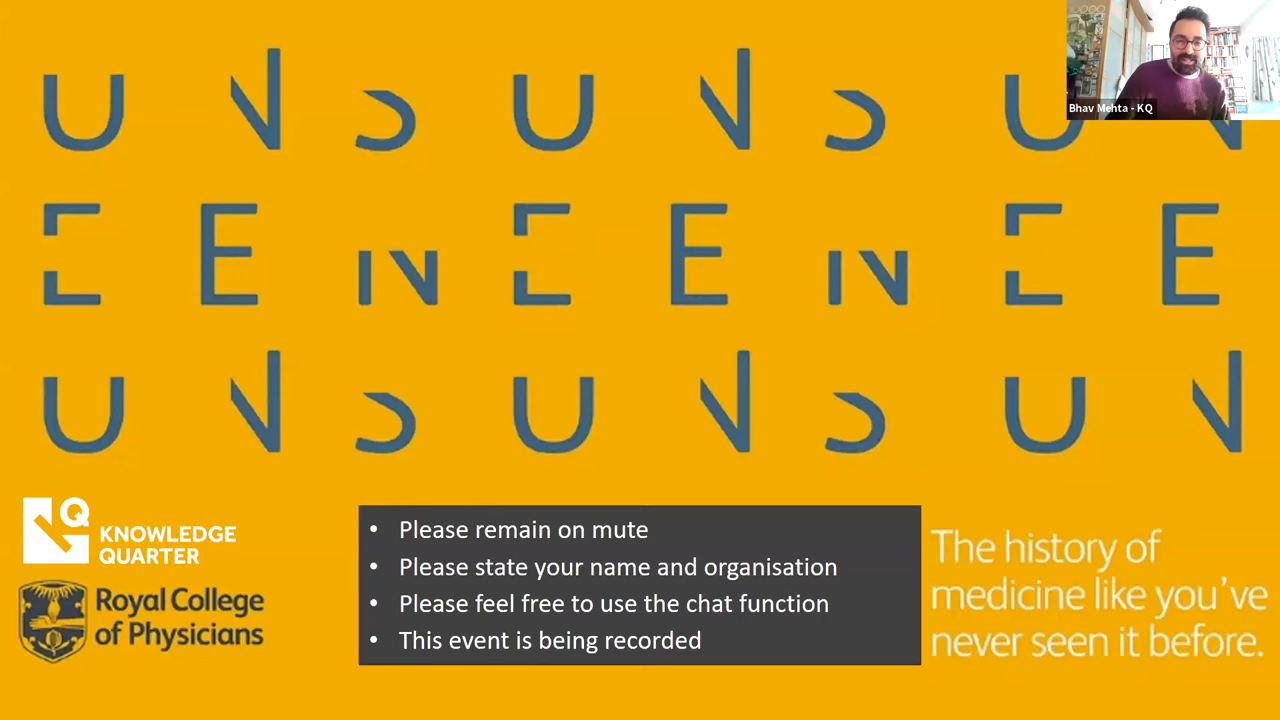 U N S U N S U N
E E N E E N E E
U N S U N S U N
Bhav Mehta - KQ
KNOWLEDGE
QUARTER
Royal College
of Physicians
• Please remain on mute
• Please state your name and organisation
• Please feel free to use the chat function
• This event is being recorded
The history of
medicine like you've
never seen it before.